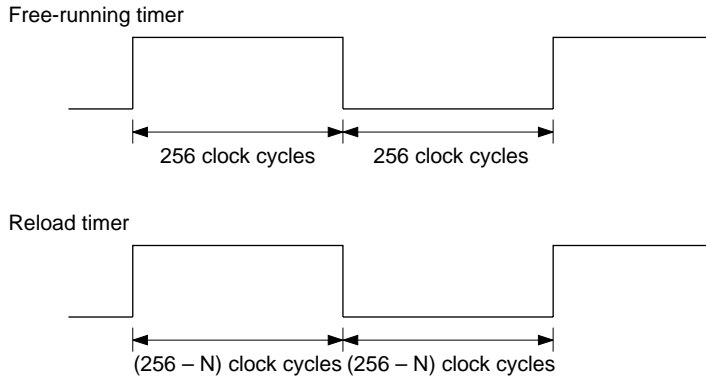 Free-running timer
256 clock cycles 256 clock cycles
Reload timer
(256 – N) clock cycles (256 – N) clock cycles